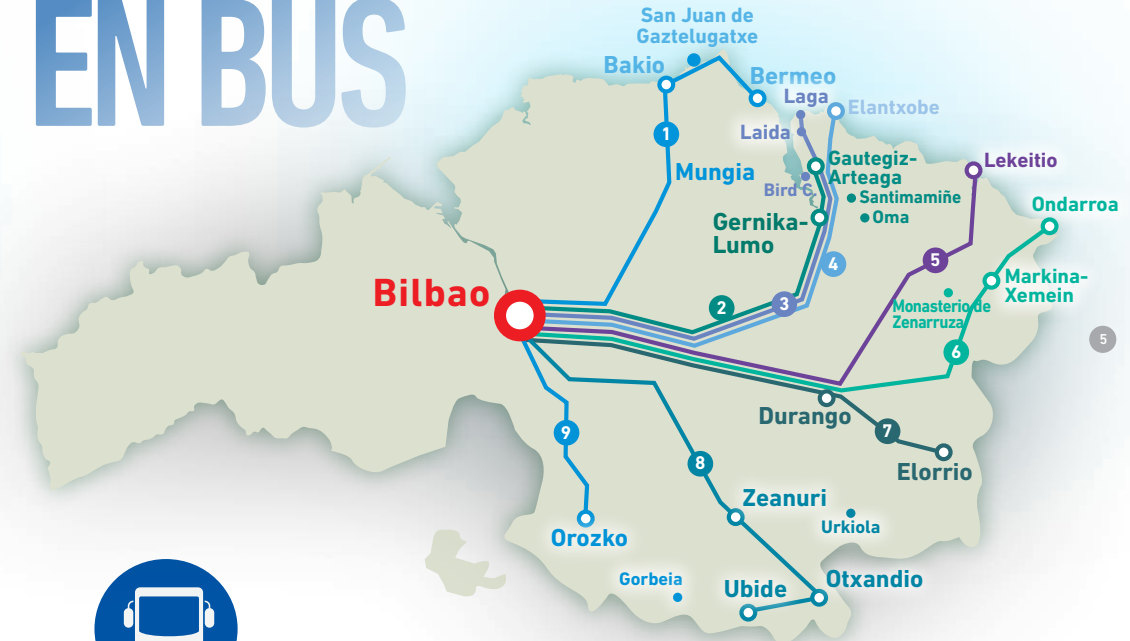 EN BUS
San Juan de
Gaztelugatxe
Bakio
Bermeo
Laga
Elantxobe
Laida
1
Mungia
Gautegiz-
Arteaga
Lekeitio
Bird C.
Santimamiñe
Oma
Ondarroa
Gernika-
Lumo
4
5
Markina-
Xemein
Bilbao
2
3
Monasterio de
Zenarruza
5
6
Durango
7
9
8
Elorrio
Zeanuri
Urkiola
Orozko
Gorbeia
Ubide
Otxandio